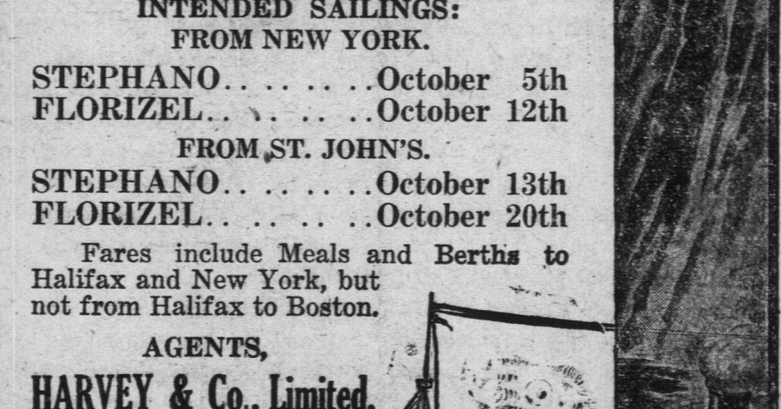 INTENDED SAILINGS:
FROM NEW YORK.
STEPHANO.. .. .. .. ..October 5th
FLORIZEL.. .. .. .. ..October 12th
FROM ST. JOHN'S.
STEPHANO.. .. .. .. ..October 13th
FLORIZEL.. .. .. .. ..October 20th
Fares include Meals and Berths to
Halifax and New York, but
not from Halifax to Boston.
AGENTS,
HARVEY & Co., Limited.